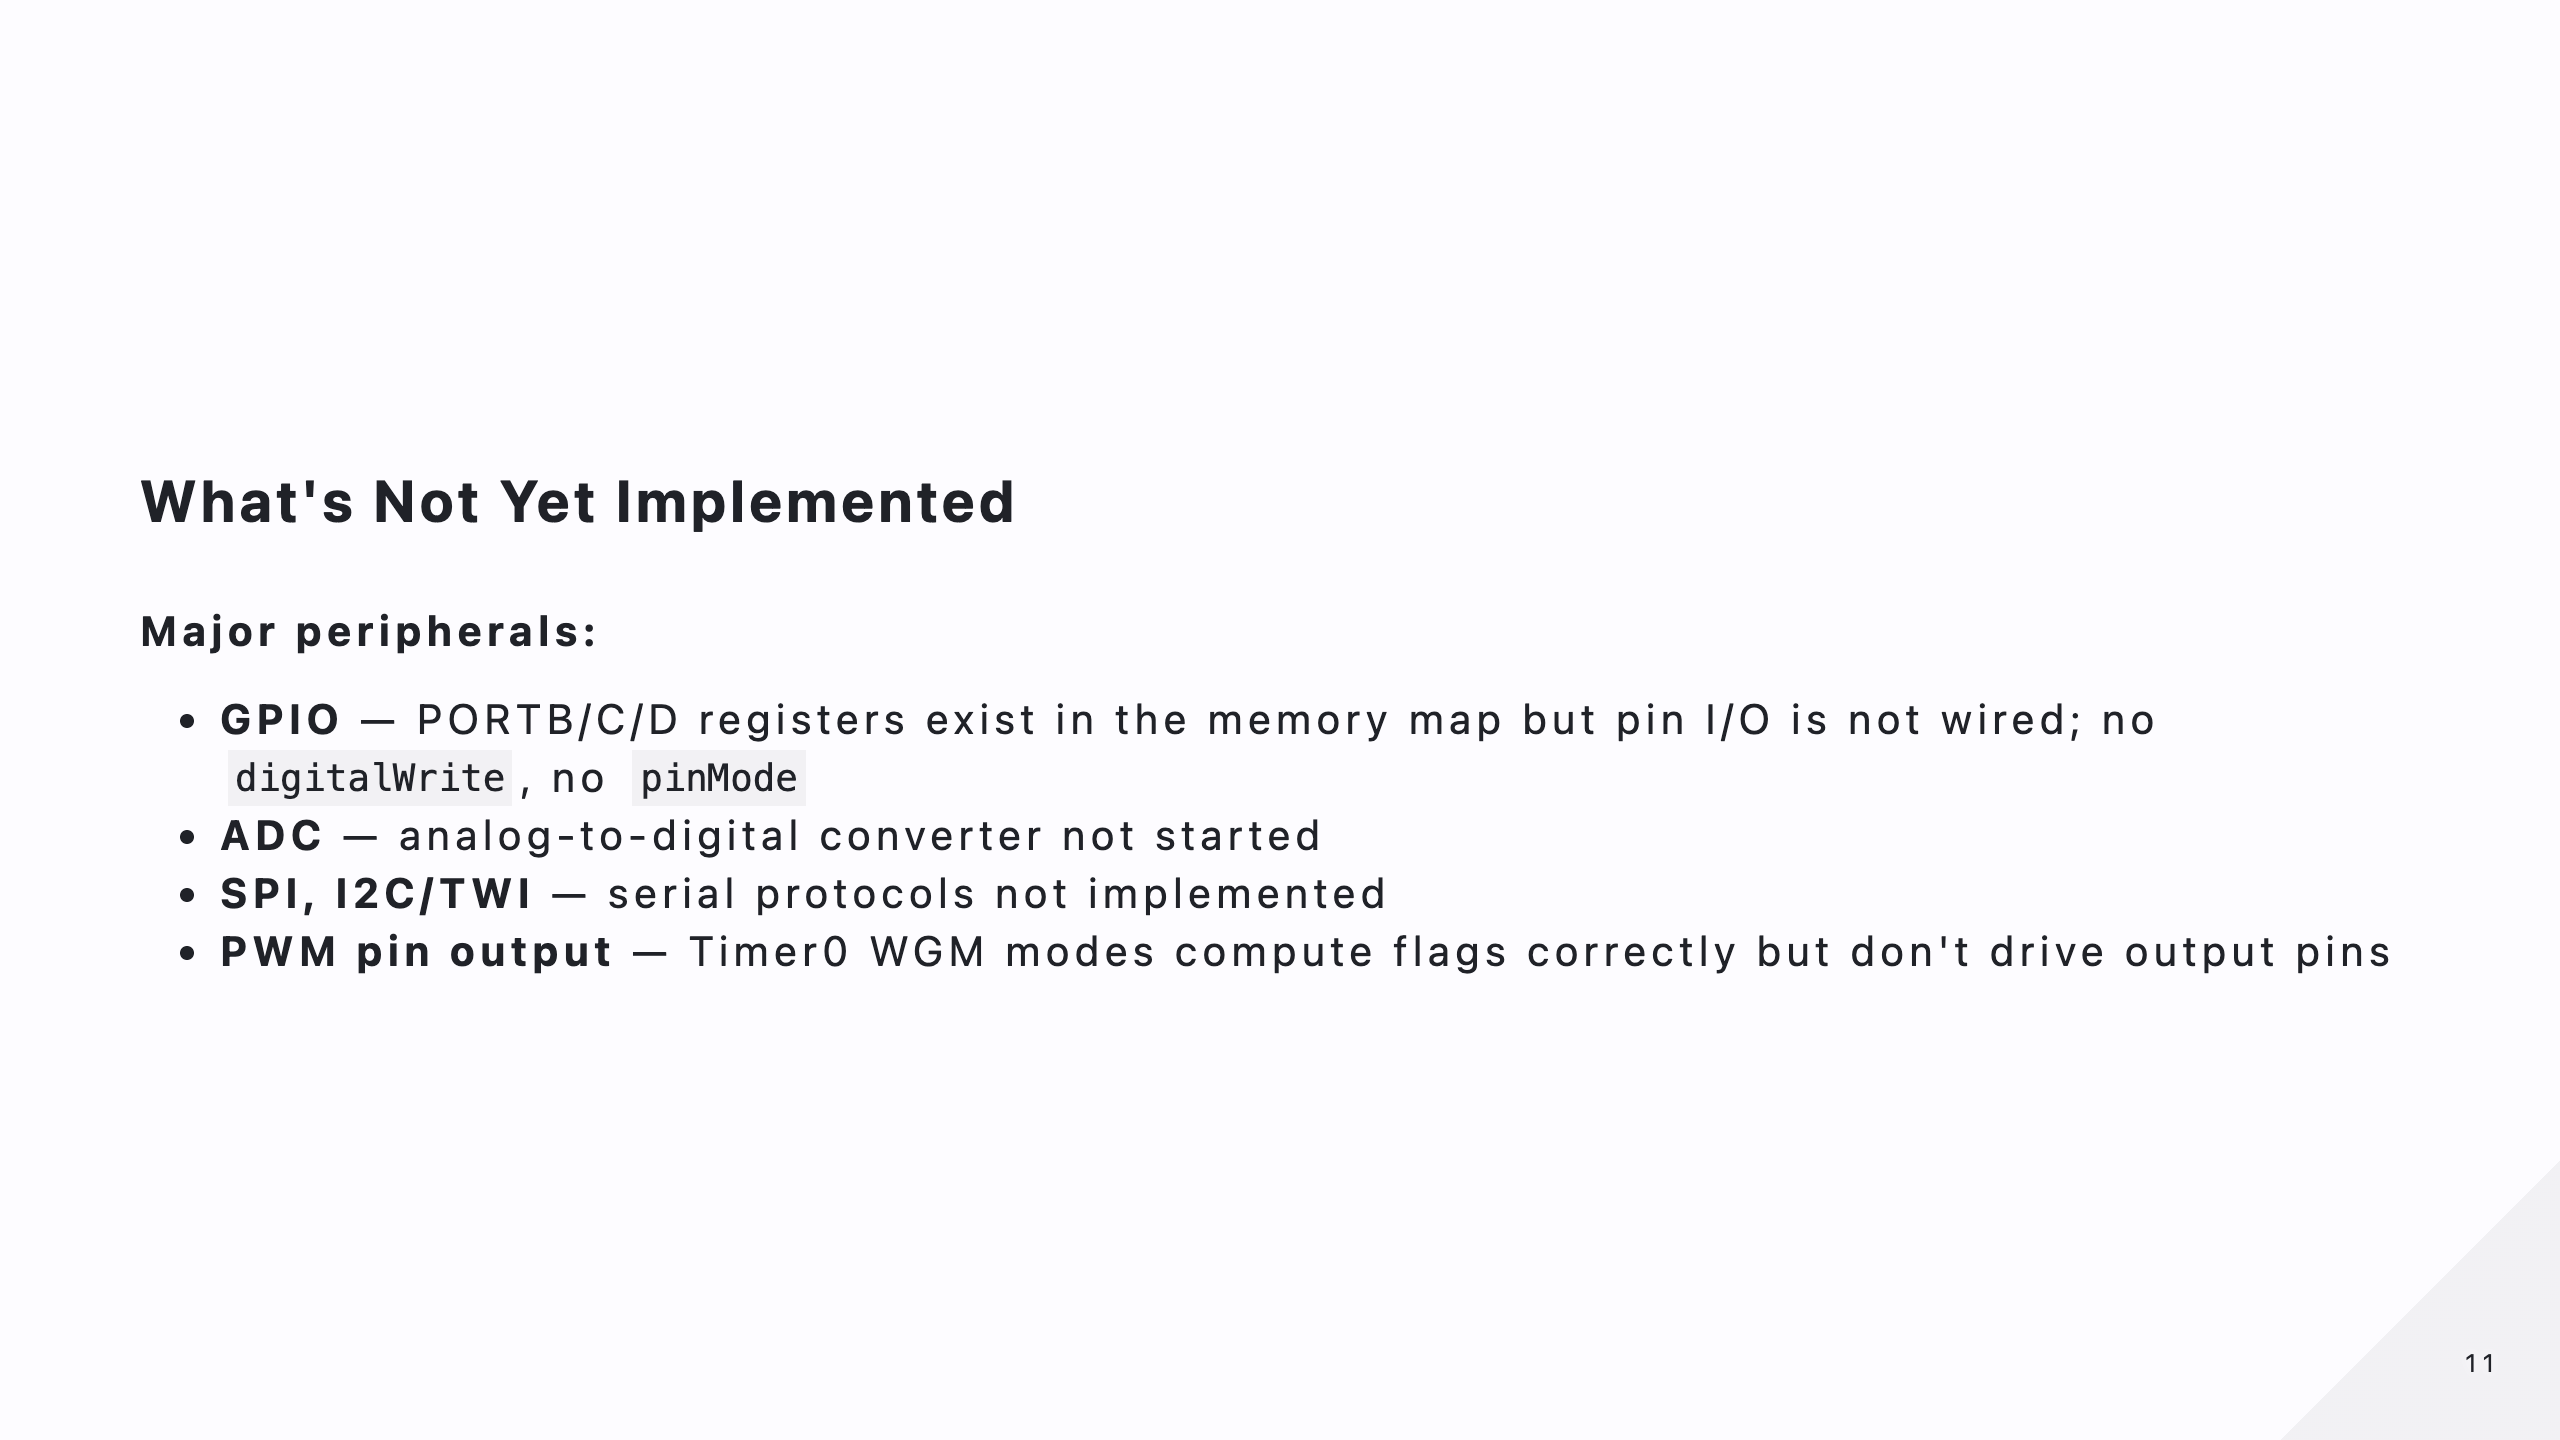 What's Not Yet Implemented
Major peripherals:
• GPIO — PORTB/C/D registers exist in the memory map but pin I/O is not wired; no
digitalWrite, no pinMode
• ADC — analog-to-digital converter not started
• SPI, I2C/TWI — serial protocols not implemented
• PWM pin output — Timer0 WGM modes compute flags correctly but don't drive output pins
11